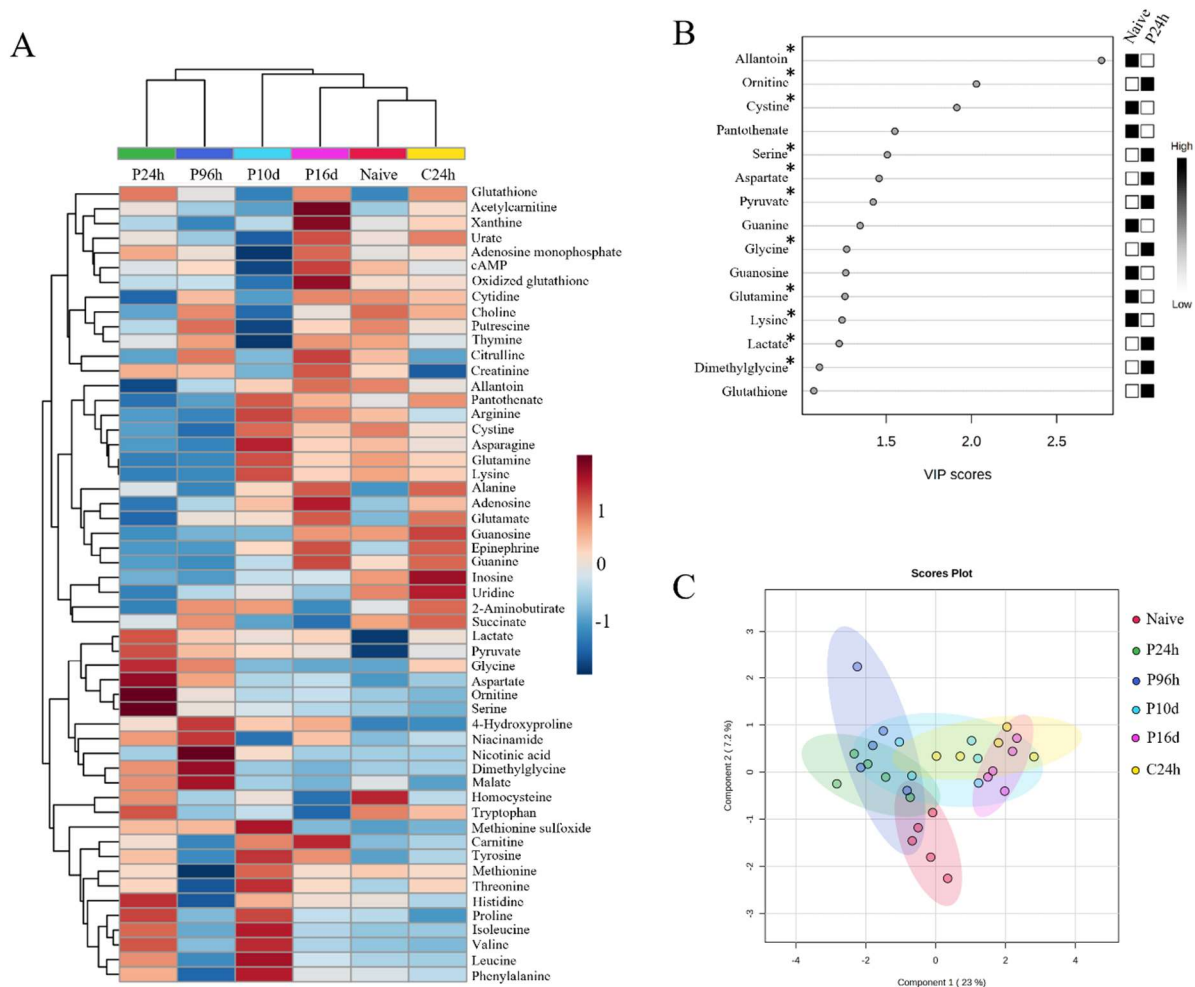 A
P24h P96h P10d P16d Naive C24h
Glutathione
Acetylcarnitine
Xanthine
Urate
Adenosine monophosphate
cAMP
Oxidized glutathione
Cytidine
Choline
Putrescine
Thymine
Citrulline
Creatinine
Allantoin
Pantothenate
Arginine
Cystine
Asparagine
Glutamine
Lysine
Alanine
Adenosine
Glutamate
Guanosine
Epinephrine
Guanine
Inosine
Uridine
2-Aminobutirate
Succinate
Lactate
Pyruvate
Glycine
Aspartate
Ornitine
Serine
4-Hydroxyproline
Niacinamide
Nicotinic acid
Dimethylglycine
Malate
Homocysteine
Tryptophan
Methionine sulfoxide
Carnitine
Tyrosine
Methionine
Threonine
Histidine
Proline
Isoleucine
Valine
Leucine
Phenylalanine
1
0
-1
B
Naive P24h
Allantoin*
Ornitine*
Cystine*
Pantothenate
Serine*
Aspartate*
Pyruvate*
Guanine
Glycine*
Guanosine
Glutamine*
Lysine*
Lactate*
Dimethylglycine*
Glutathione
1.5 2.0 2.5
VIP scores
High
Low
C
Scores Plot
Component 2 ( 7.2 %)
3
2
1
0
-1
-2
-3
-4 -2 0 2 4
Component 1 ( 23 %)
Naive
P24h
P96h
P10d
P16d
C24h